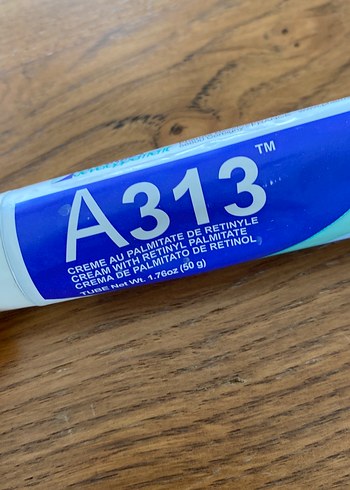 A313™
CREME AU PALMITATE DE RETINYLE
CREAM WITH RETINYL PALMITATE
CREMA DE PALMITATO DE RETINOL
TUBE Net Wt. 1.76oz (50 g)